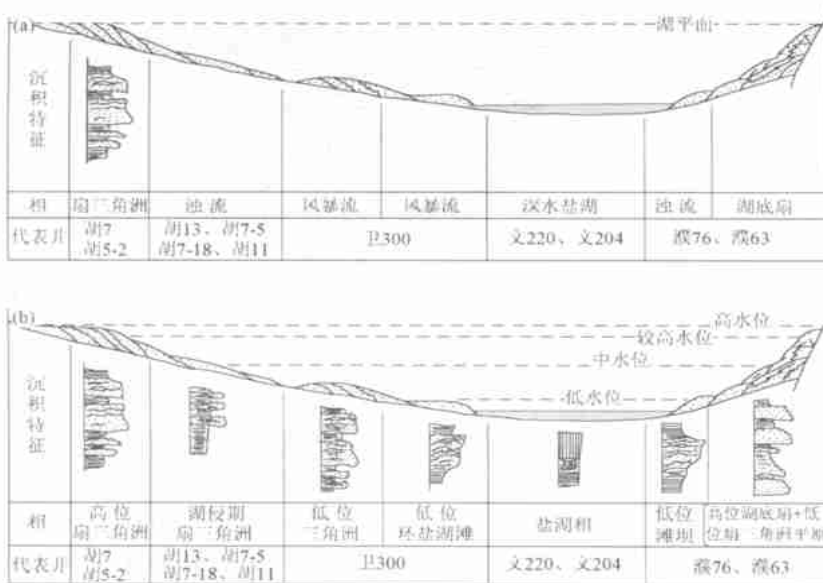 (a)
湖平面
沉积特征
相 扇三角洲 浊流 风暴流 风暴流 深水盐湖 浊流 湖底扇
代表井 胡7 胡5-2 胡13、胡7-5 胡7-18、胡11 卫300 文220、文204 濮76、濮63
(b)
高水位
较高水位
中水位
低水位
沉积特征
相 高位扇三角洲 湖侵期扇三角洲 低位三角洲 低位环盐湖滩 盐湖相 低位滩坝 高位湖底扇+低位扇三角洲平原
代表井 胡7 胡5-2 胡13、胡7-5 胡7-18、胡11 卫300 文220、文204 濮76、濮63